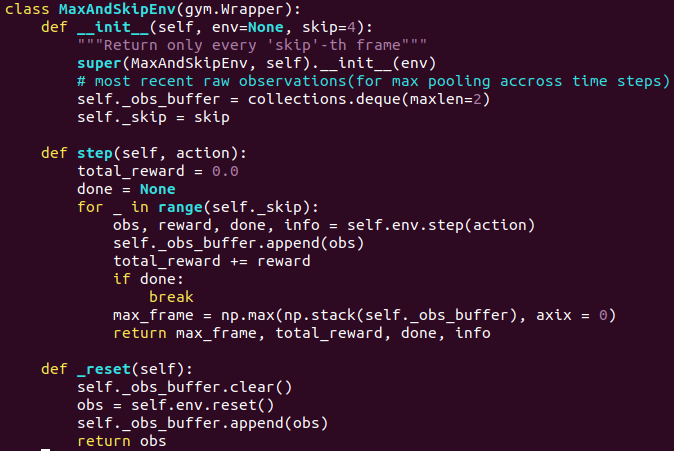 class MaxAndSkipEnv(gym.Wrapper):
    def __init__(self, env=None, skip=4):
        """Return only every 'skip'-th frame"""
        super(MaxAndSkipEnv, self).__init__(env)
        # most recent raw observations(for max pooling accross time steps)
        self._obs_buffer = collections.deque(maxlen=2)
        self._skip = skip

    def step(self, action):
        total_reward = 0.0
        done = None
        for _ in range(self._skip):
            obs, reward, done, info = self.env.step(action)
            self._obs_buffer.append(obs)
            total_reward += reward
            if done:
                break
            max_frame = np.max(np.stack(self._obs_buffer), axix = 0)
            return max_frame, total_reward, done, info

    def _reset(self):
        self._obs_buffer.clear()
        obs = self.env.reset()
        self._obs_buffer.append(obs)
        return obs